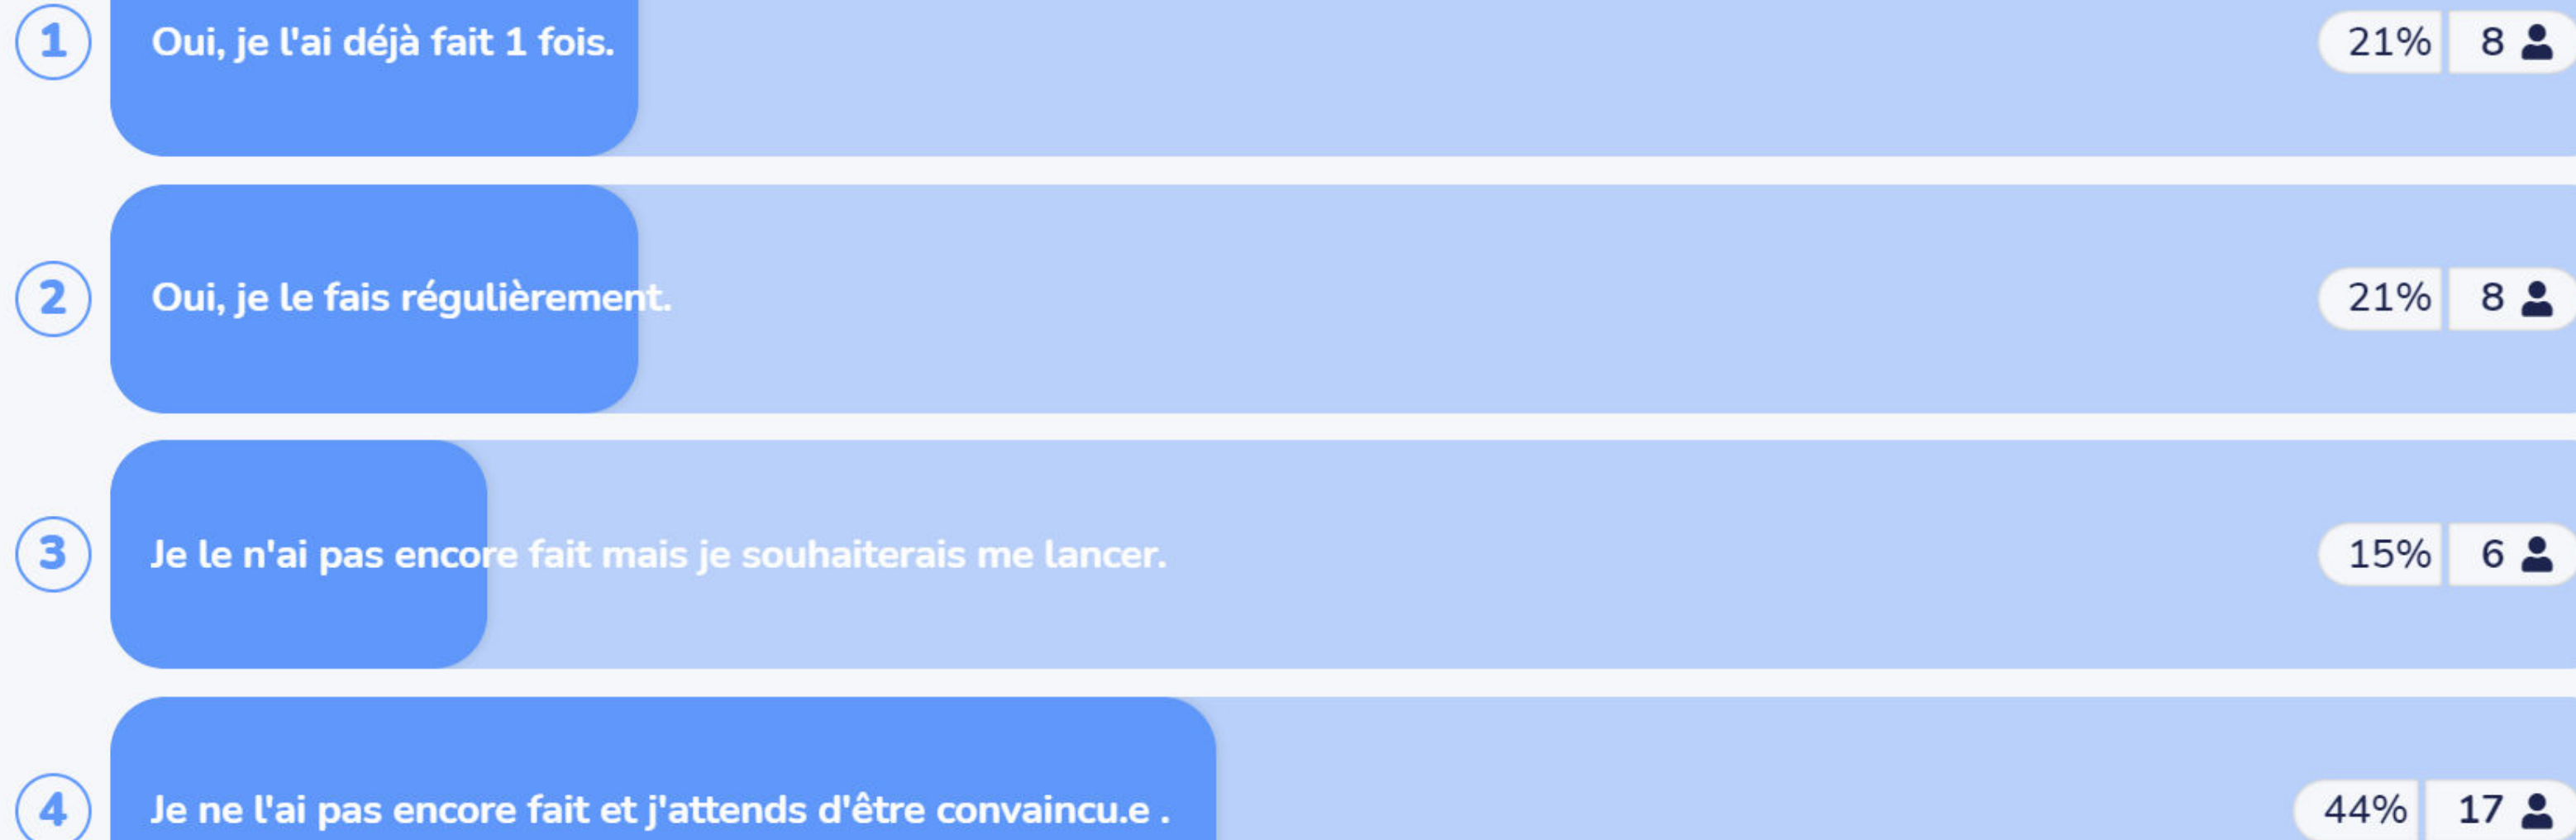 1 Oui, je l'ai déjà fait 1 fois. 21% 8
2 Oui, je le fais régulièrement. 21% 8
3 Je le n'ai pas encore fait mais je souhaiterais me lancer. 15% 6
4 Je ne l'ai pas encore fait et j'attends d'être convaincu.e . 44% 17